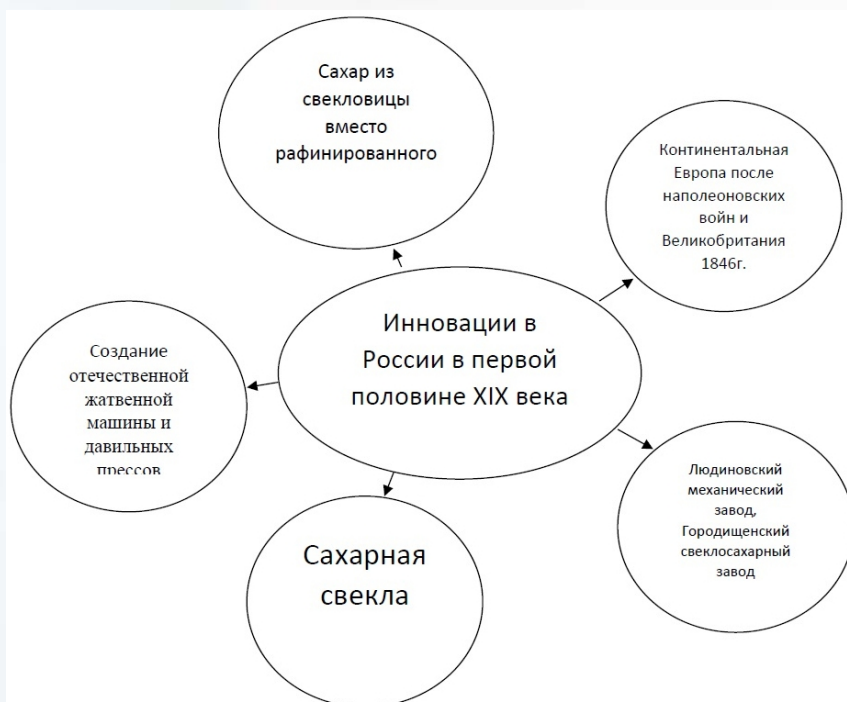 Сахар из
свекловицы
вместо
рафинированного
Континентальная
Европа после
наполеоновских
войн и
Великобритания
1846г.
Инновации в
России в первой
половине XIX века
Создание
отечественной
жатвенной
машины и
давильных
прессов
Людиновский
механический
завод,
Городищенский
свеклосахарный
завод
Сахарная
свекла